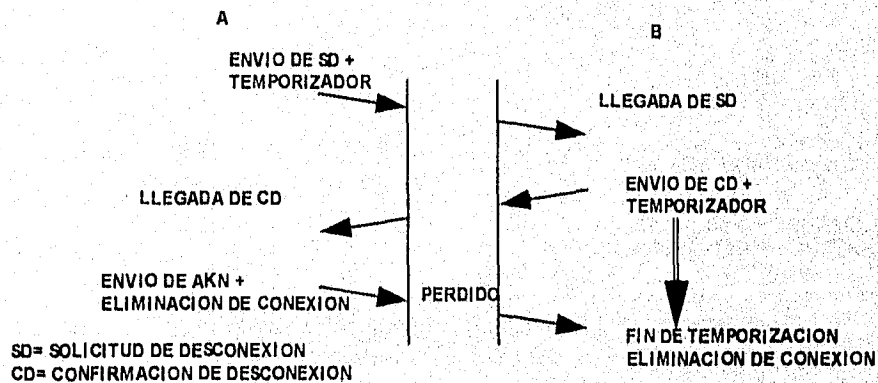 A
B
ENVIO DE SD +
TEMPORIZADOR
LLEGADA DE SD
LLEGADA DE CD
ENVIO DE CD +
TEMPORIZADOR
ENVIO DE AKN +
ELIMINACION DE CONEXION
PERDIDO
FIN DE TEMPORIZACION
ELIMINACION DE CONEXION
SD= SOLICITUD DE DESCONEXION
CD= CONFIRMACION DE DESCONEXION